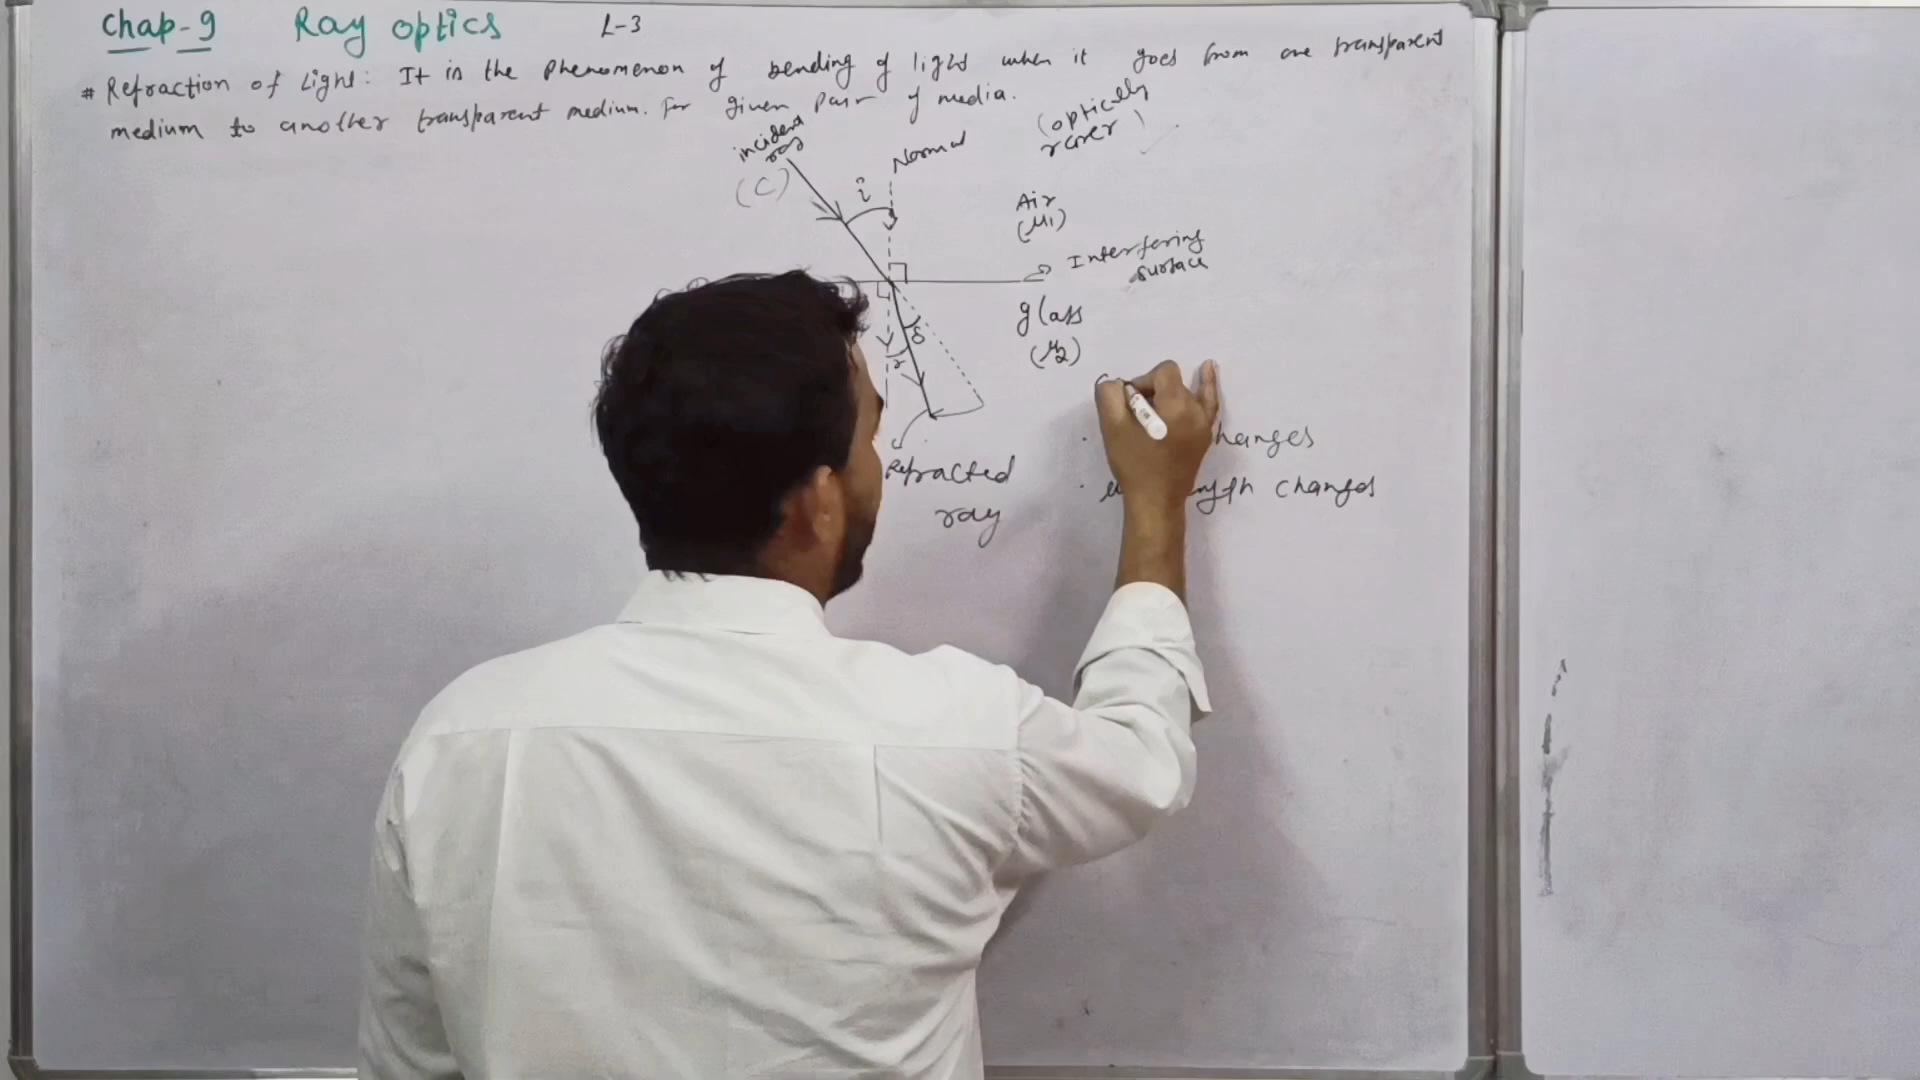 Chap-9 Ray optics L-3
# Refraction of Light: It is the Phenomenon of bending of light when it goes from one transparent
medium to another transparent medium. For given Pair of media.
incident
ray
(C)
Normal
(optically
rarer)
i
Air
(μ1)
Interfering
surface
glass
(μ2)
δ
r
Refracted
ray
hanges
changes